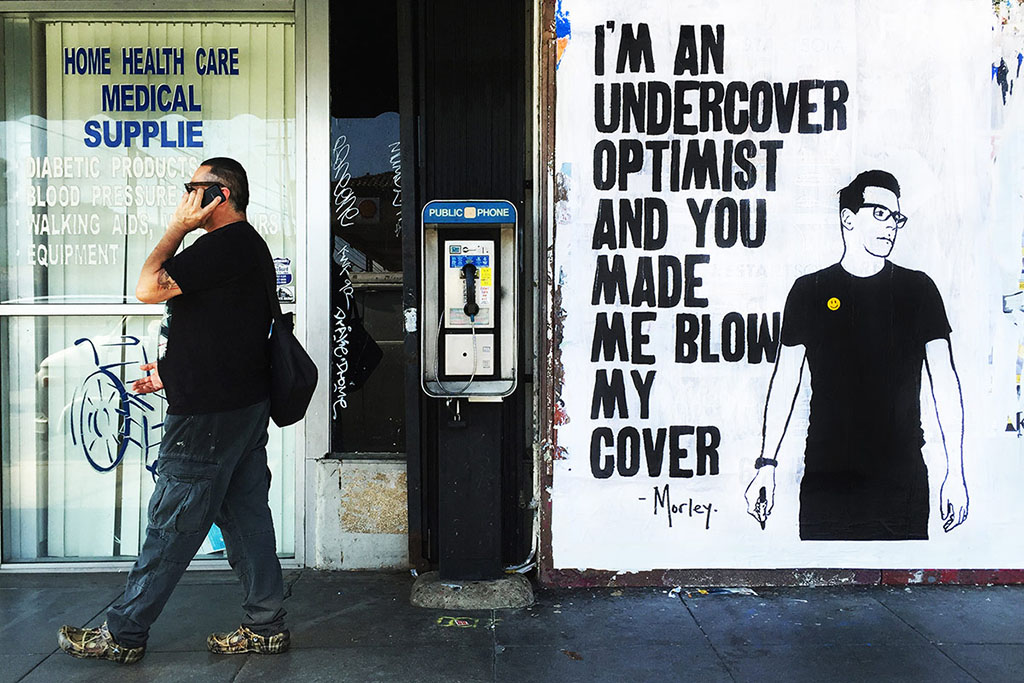 HOME HEALTH CARE
MEDICAL
SUPPLIE
DIABETIC PRODUCTS
BLOOD PRESSURE
WALKING AIDS,
EQUIPMENT
PUBLIC PHONE
I'M AN
UNDERCOVER
OPTIMIST
AND YOU
MADE
ME BLOW
MY
COVER
- Morley.